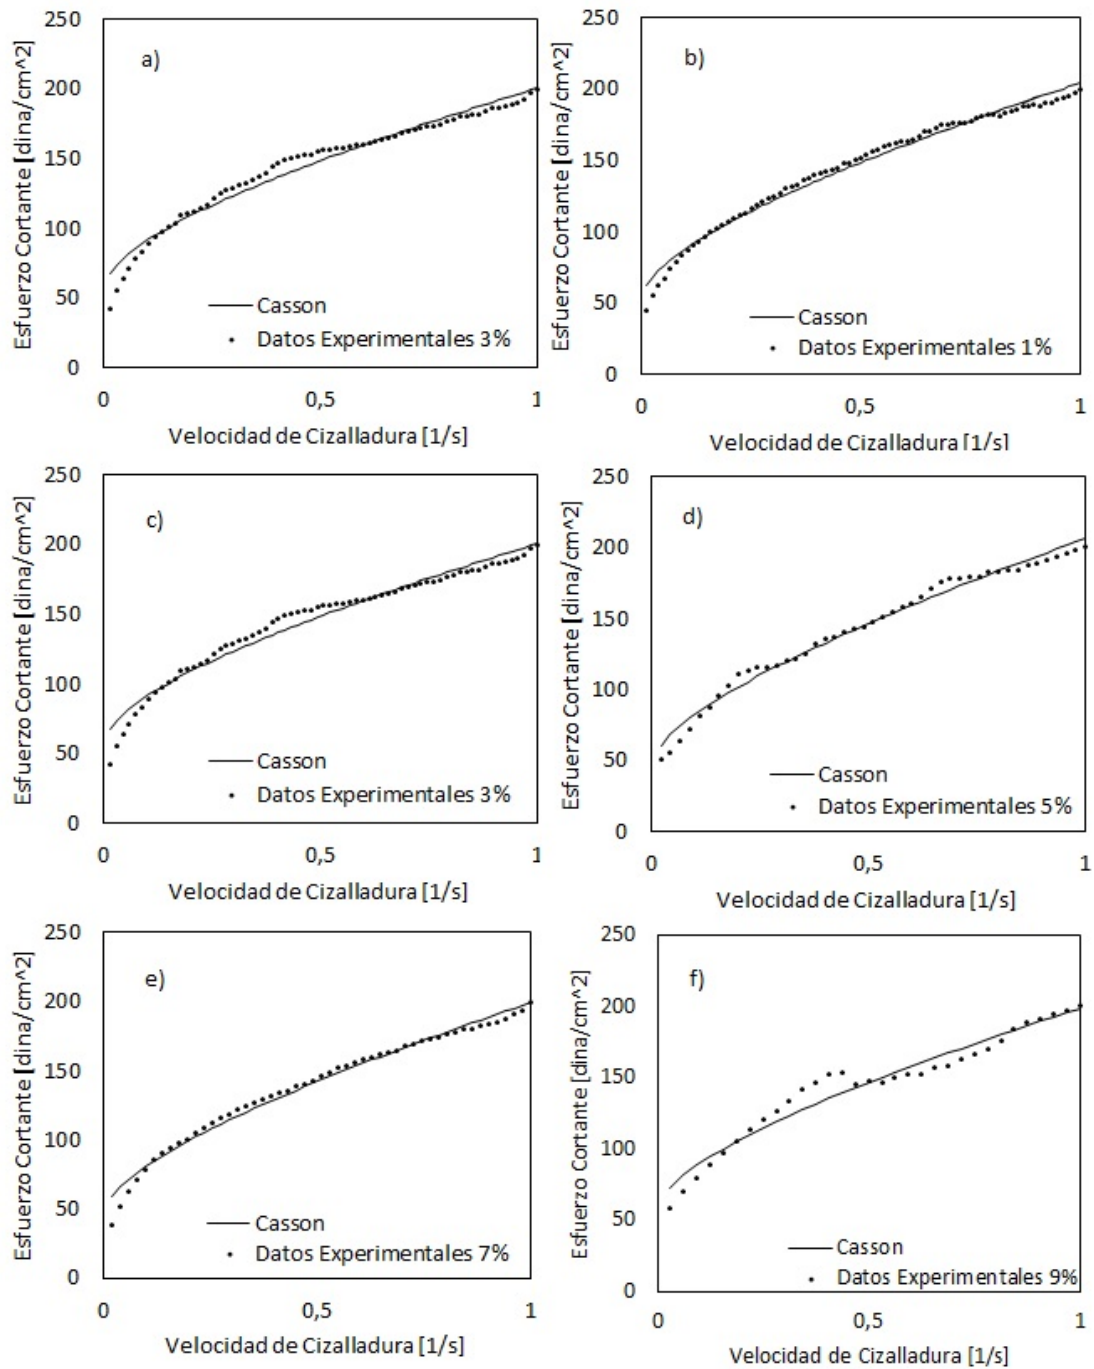 250
a)
200
150
100
50
0
Esfuerzo Cortante [dina/cm^2]
Casson
Datos Experimentales 3%
0
0,5
1
Velocidad de Cizalladura [1/s]
250
b)
200
150
100
50
0
Esfuerzo Cortante [dina/cm^2]
Casson
Datos Experimentales 1%
0
0,5
1
Velocidad de Cizalladura [1/s]
250
c)
200
150
100
50
0
Esfuerzo Cortante [dina/cm^2]
Casson
Datos Experimentales 3%
0
0,5
1
Velocidad de Cizalladura [1/s]
250
d)
200
150
100
50
0
Esfuerzo Cortante [dina/cm^2]
Casson
Datos Experimentales 5%
0
0,5
1
Velocidad de Cizalladura [1/s]
250
e)
200
150
100
50
0
Esfuerzo Cortante [dina/cm^2]
Casson
Datos Experimentales 7%
0
0,5
1
Velocidad de Cizalladura [1/s]
250
f)
200
150
100
50
0
Esfuerzo Cortante [dina/cm^2]
Casson
Datos Experimentales 9%
0
0,5
1
Velocidad de Cizalladura [1/s]